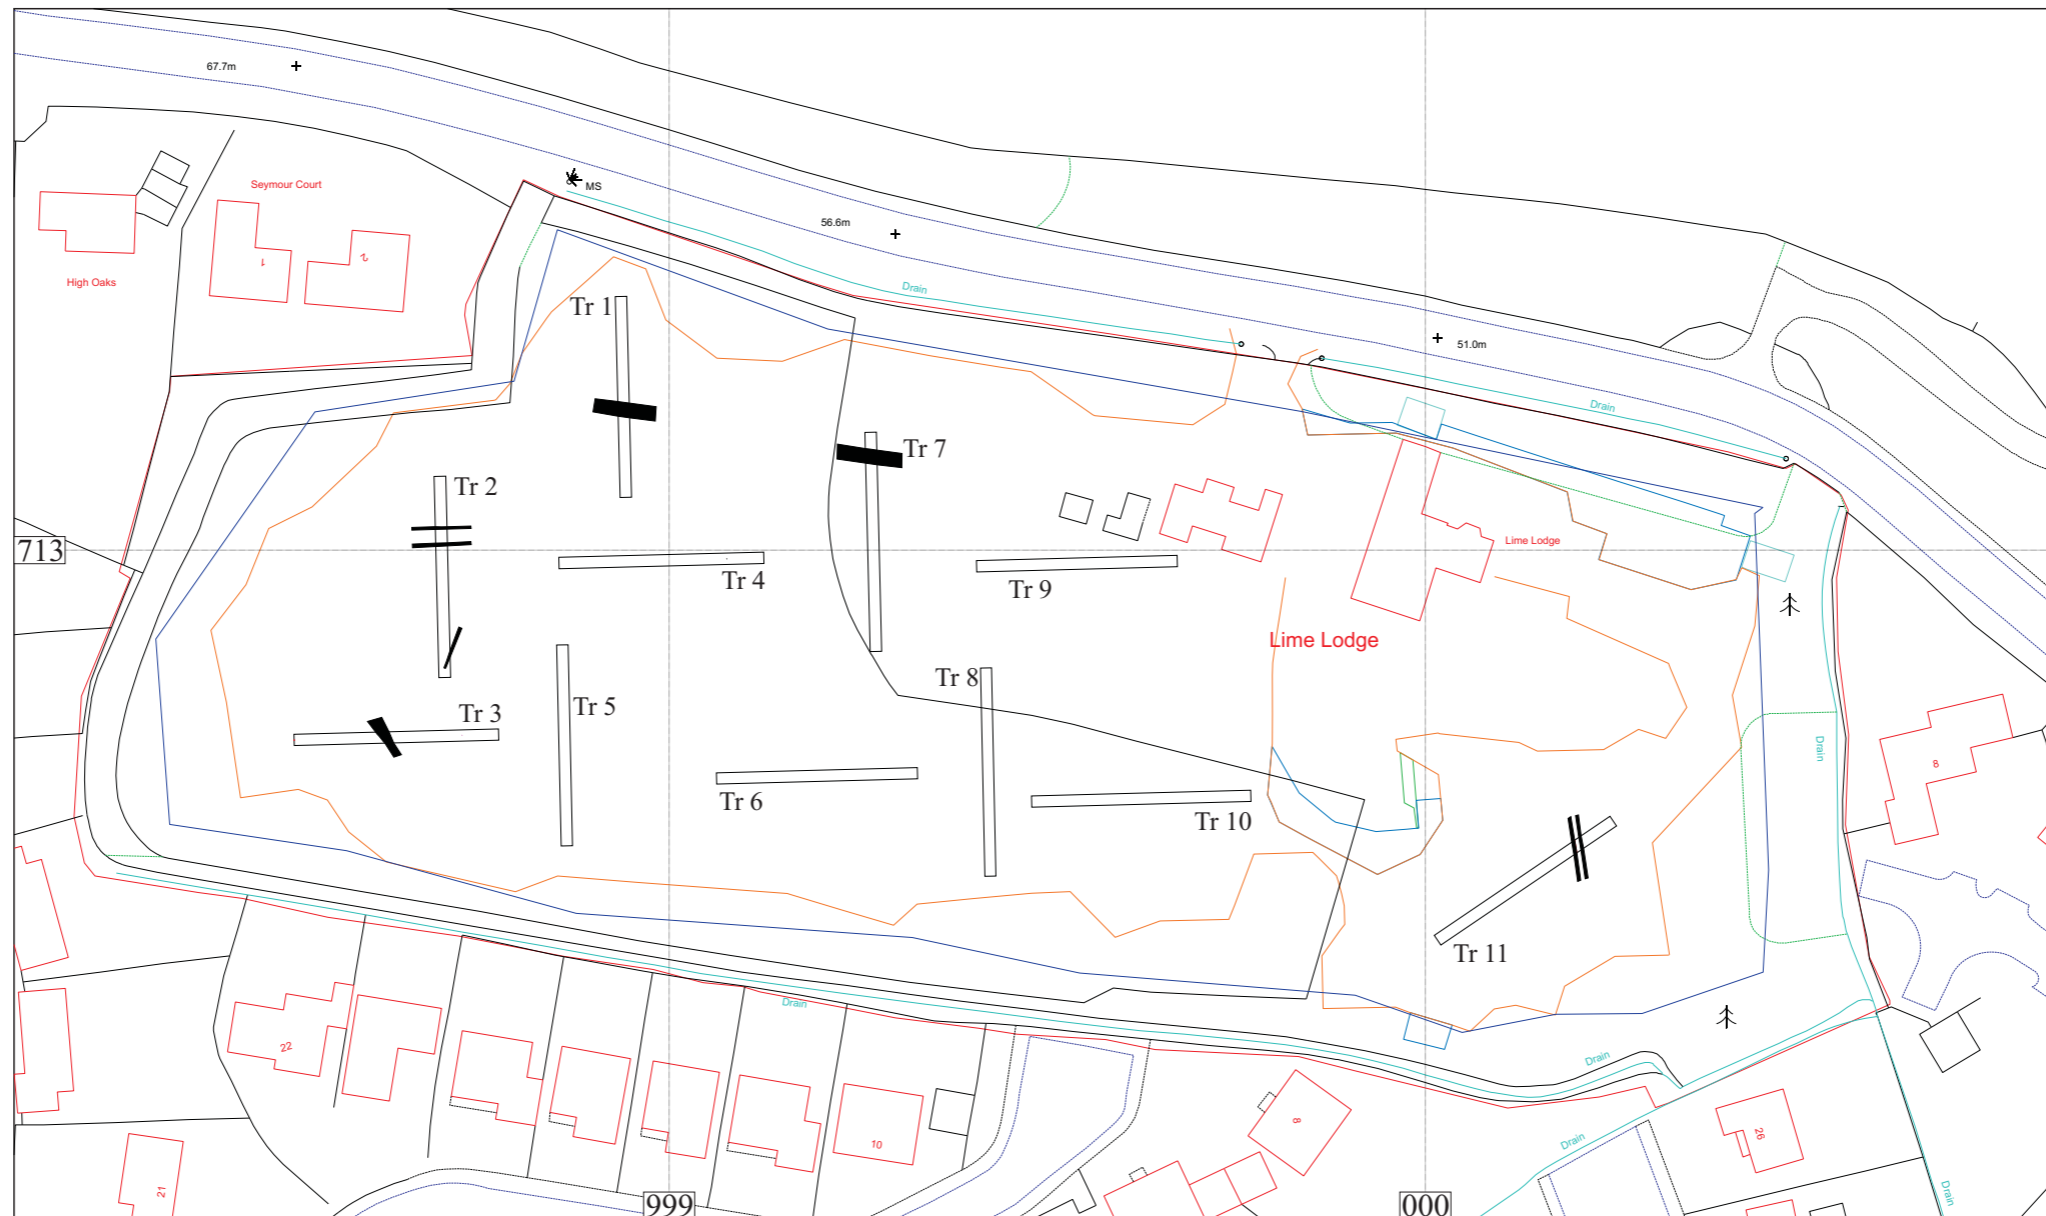 67.7m
Seymour Court
MS
1
2
High Oaks
56.6m
Drain
Tr 1
51.0m
Drain
Tr 7
Tr 2
713
Lime Lodge
Tr 4
Tr 9
Lime Lodge
Tr 8
Tr 5
Tr 3
Drain
8
Tr 6
Tr 10
Tr 11
Drain
22
Drain
8
26
10
Drain
21
Drain
999
000